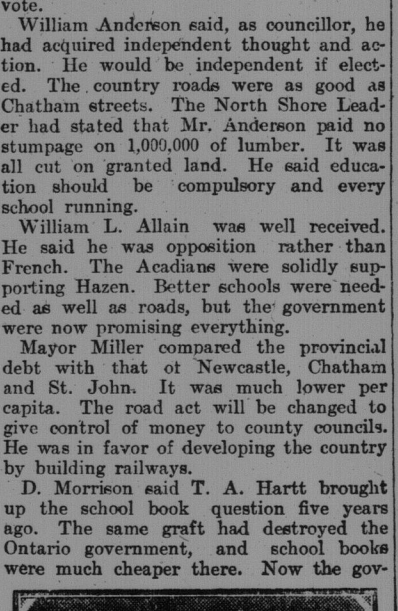 vote.
William Anderson said, as councillor, he
had acquired independent thought and ac-
tion. He would be independent if elect-
ed. The country roads were as good as
Chatham streets. The North Shore Lead-
er had stated that Mr. Anderson paid no
stumpage on 1,000,000 of lumber. It was
all cut on granted land. He said educa-
tion should be compulsory and every
school running.
William L. Allain was well received.
He said he was opposition rather than
French. The Acadians were solidly sup-
porting Hazen. Better schools were need-
ed as well as roads, but the government
were now promising everything.
Mayor Miller compared the provincial
debt with that ot Newcastle, Chatham
and St. John. It was much lower per
capita. The road act will be changed to
give control of money to county councils.
He was in favor of developing the country
by building railways.
D. Morrison said T. A. Hartt brought
up the school book question five years
ago. The same graft had destroyed the
Ontario government, and school books
were much cheaper there. Now the gov-